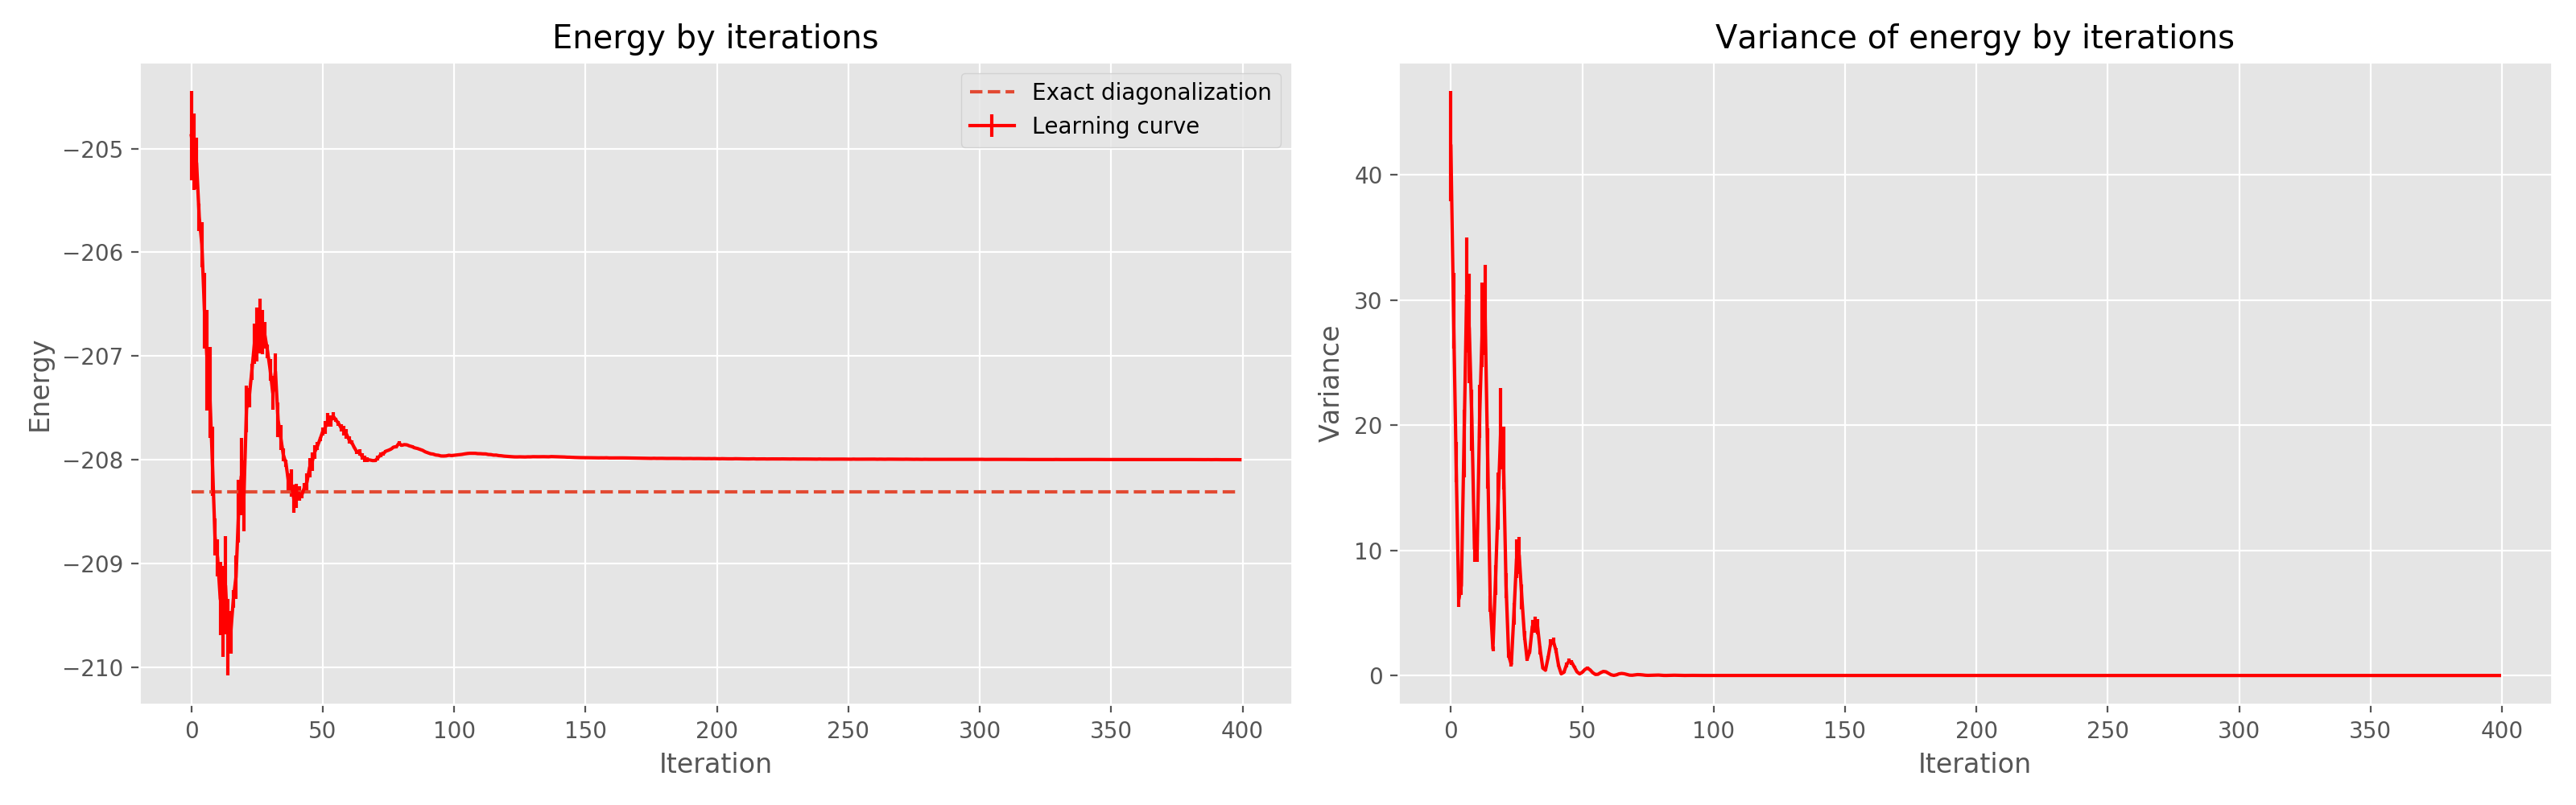 Energy by iterations
Exact diagonalization
Learning curve
−205
−206
−207
−208
−209
−210
Energy
0 50 100 150 200 250 300 350 400
Iteration
Variance of energy by iterations
40
30
20
10
0
Variance
0 50 100 150 200 250 300 350 400
Iteration